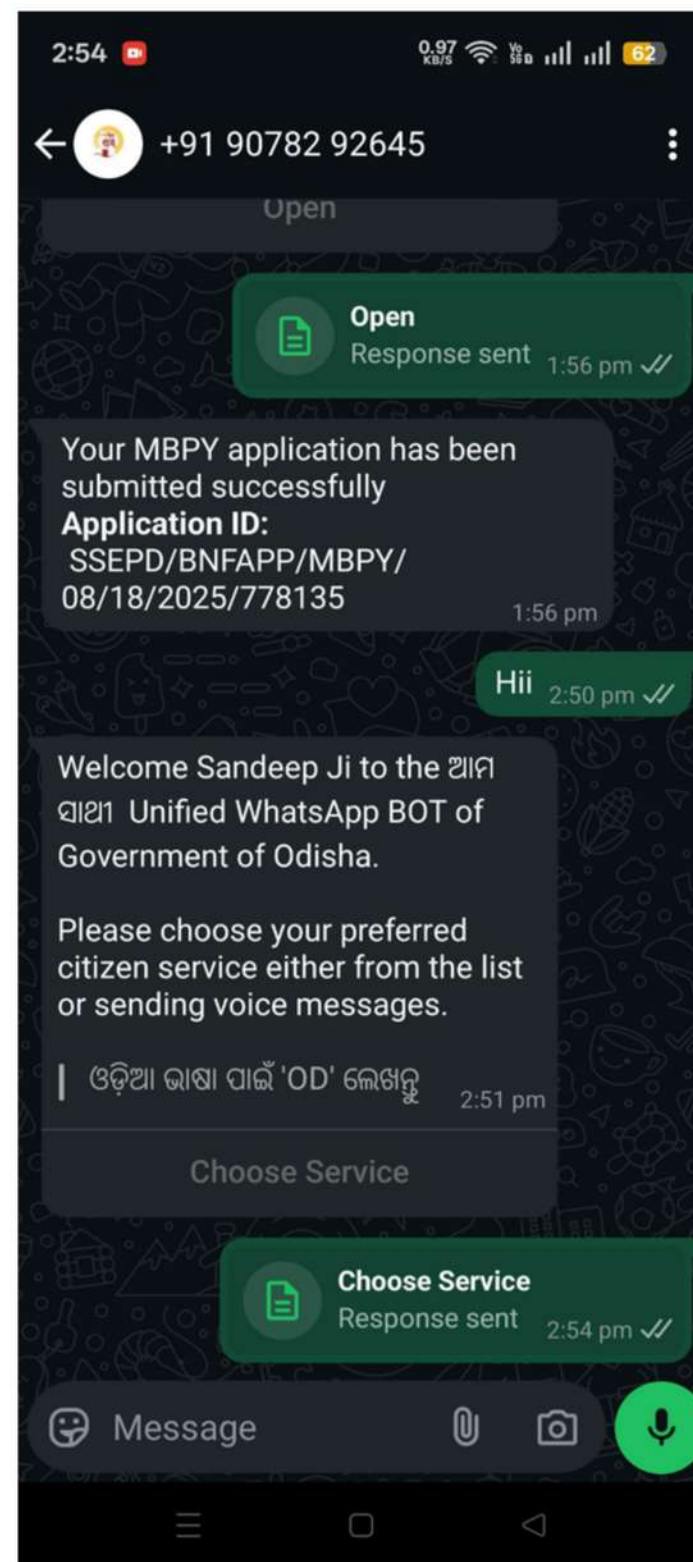 2:54
0.97 KB/S Vo 5G D 62
+91 90782 92645
Open
Open
Response sent 1:56 pm
Your MBPY application has been
submitted successfully
Application ID:
SSEPD/BNFAPP/MBPY/
08/18/2025/778135
1:56 pm
Hii 2:50 pm
Welcome Sandeep Ji to the ଆମ
ସାଥୀ Unified WhatsApp BOT of
Government of Odisha.
Please choose your preferred
citizen service either from the list
or sending voice messages.
ଓଡ଼ିଆ ଭାଷା ପାଇଁ 'OD' ଲେଖନ୍ତୁ
2:51 pm
Choose Service
Choose Service
Response sent 2:54 pm
Message